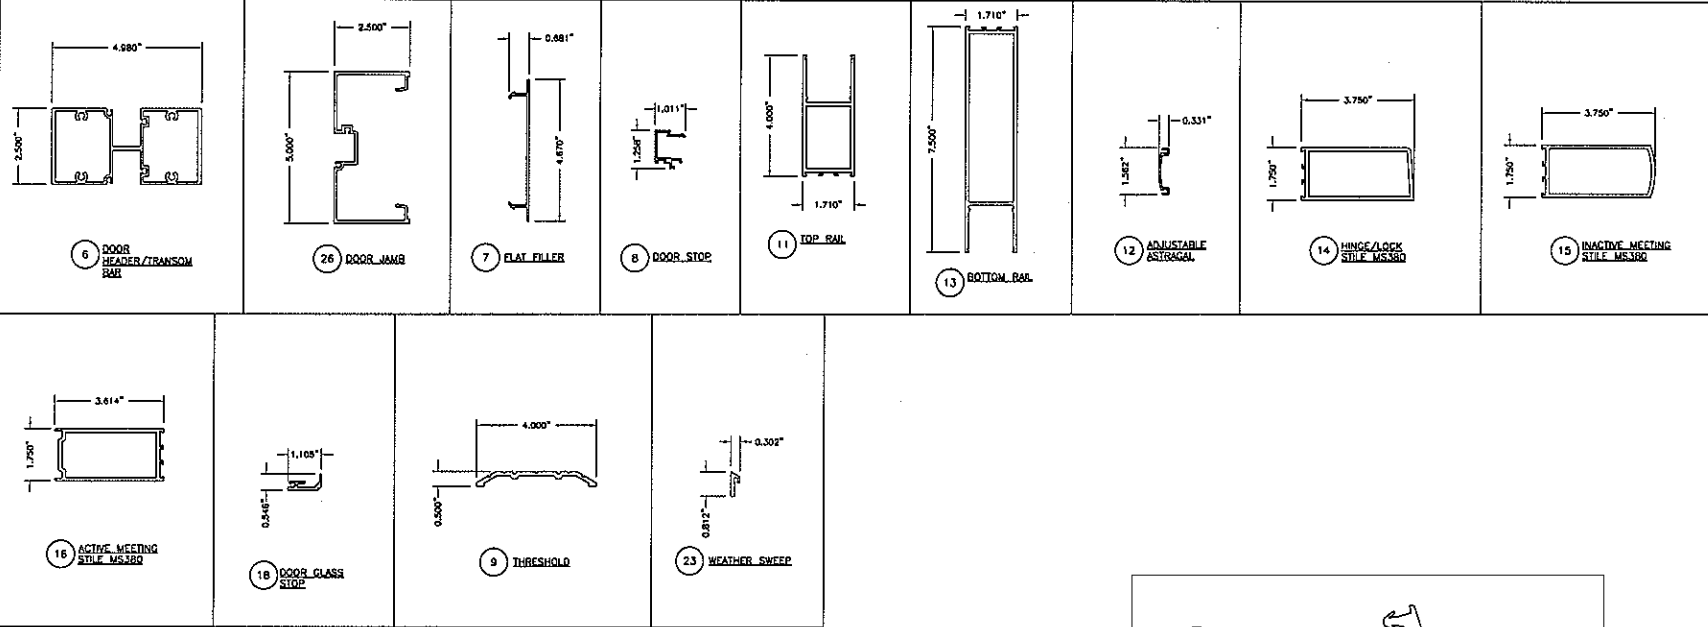 4.980"
2.500"
6
DOOR
HEADER/TRANSOM
BAR
2.500"
5.000"
26
DOOR JAMB
0.681"
4.670"
7
FLAT FILLER
1.011"
1.258"
8
DOOR STOP
4.000"
1.710"
11
TOP RAIL
1.710"
7.500"
13
BOTTOM RAIL
0.331"
1.562"
12
ADJUSTABLE
ASTRAGAL
3.750"
1.750"
14
HINGE/LOCK
STILE MS380
3.750"
1.750"
15
INACTIVE MEETING
STILE MS380
3.614"
1.750"
16
ACTIVE MEETING
STILE MS380
1.105"
0.546"
18
DOOR GLASS
STOP
4.000"
0.500"
9
THRESHOLD
0.302"
0.812"
23
WEATHER SWEEP